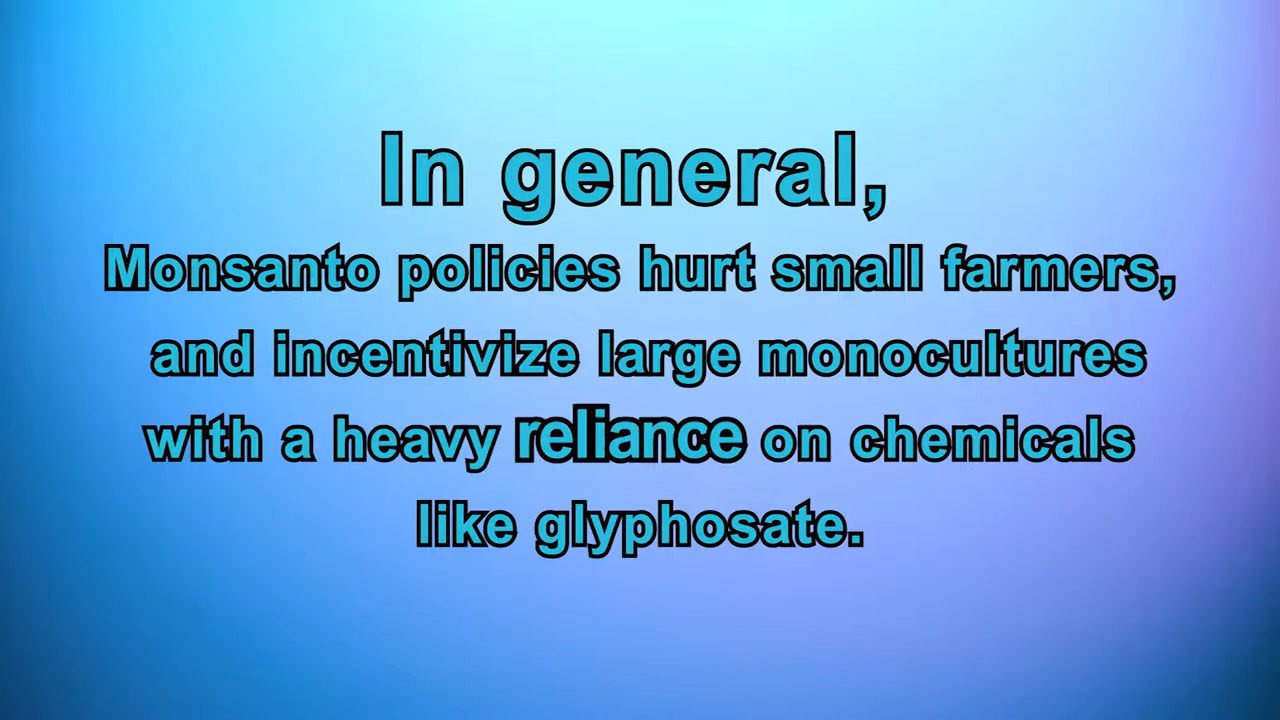 In general,
Monsanto policies hurt small farmers,
and incentivize large monocultures
with a heavy reliance on chemicals
like glyphosate.